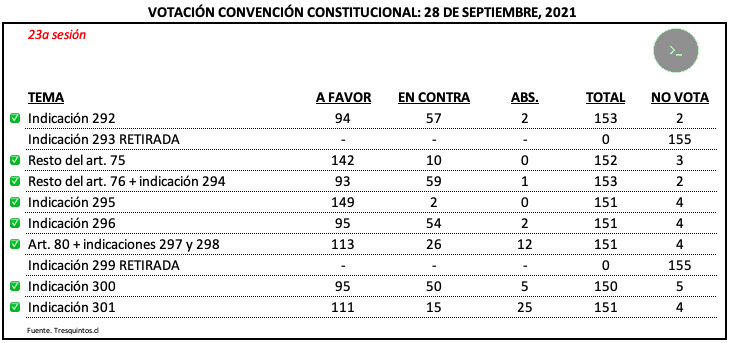 VOTACIÓN CONVENCIÓN CONSTITUCIONAL: 28 DE SEPTIEMBRE, 2021
23a sesión
>_
TEMA A FAVOR EN CONTRA ABS. TOTAL NO VOTA
✅ Indicación 292 94 57 2 153 2
Indicación 293 RETIRADA - - - 0 155
✅ Resto del art. 75 142 10 0 152 3
✅ Resto del art. 76 + indicación 294 93 59 1 153 2
✅ Indicación 295 149 2 0 151 4
✅ Indicación 296 95 54 2 151 4
✅ Art. 80 + indicaciones 297 y 298 113 26 12 151 4
Indicación 299 RETIRADA - - - 0 155
✅ Indicación 300 95 50 5 150 5
✅ Indicación 301 111 15 25 151 4
Fuente. Tresquintos.cl